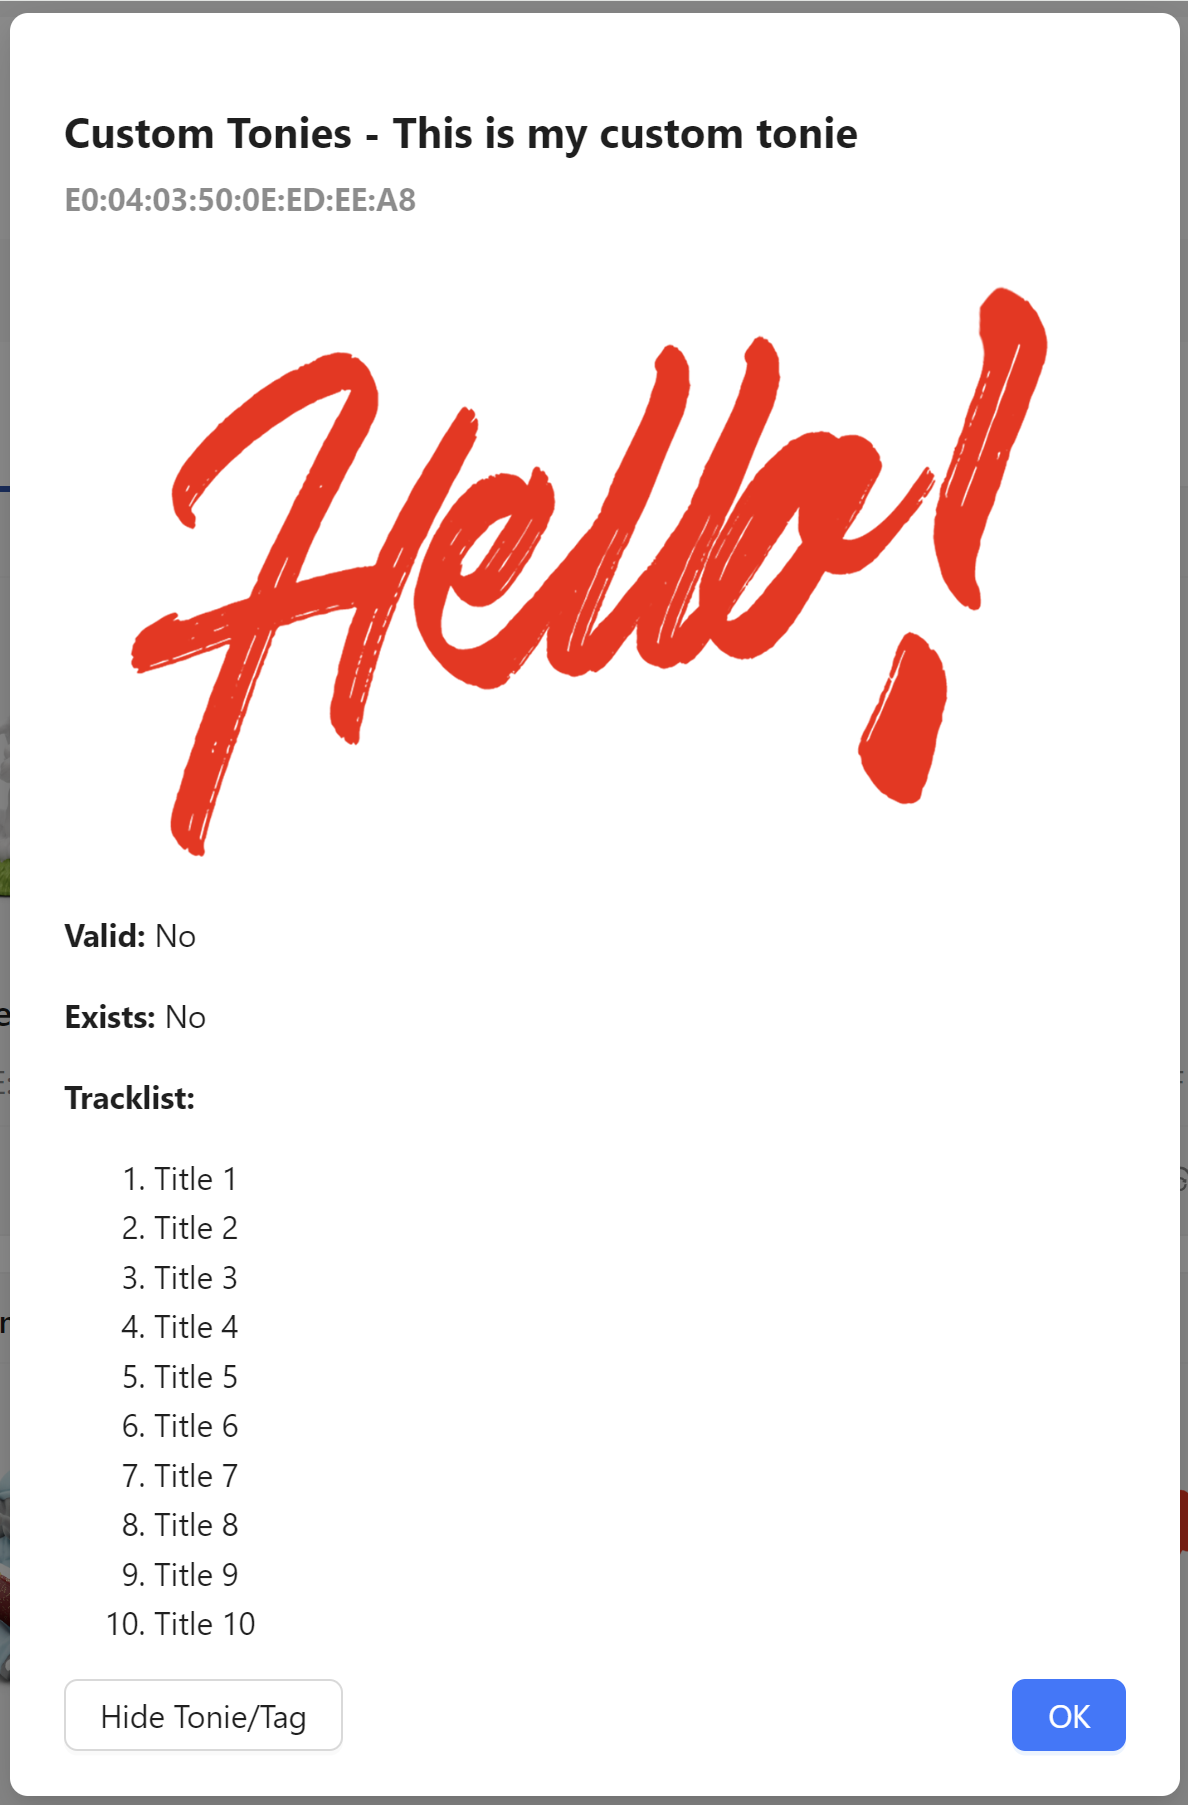 Custom Tonies - This is my custom tonie
E0:04:03:50:0E:ED:EE:A8
Hello!
Valid: No
Exists: No
Tracklist:
1. Title 1
2. Title 2
3. Title 3
4. Title 4
5. Title 5
6. Title 6
7. Title 7
8. Title 8
9. Title 9
10. Title 10
Hide Tonie/Tag
OK